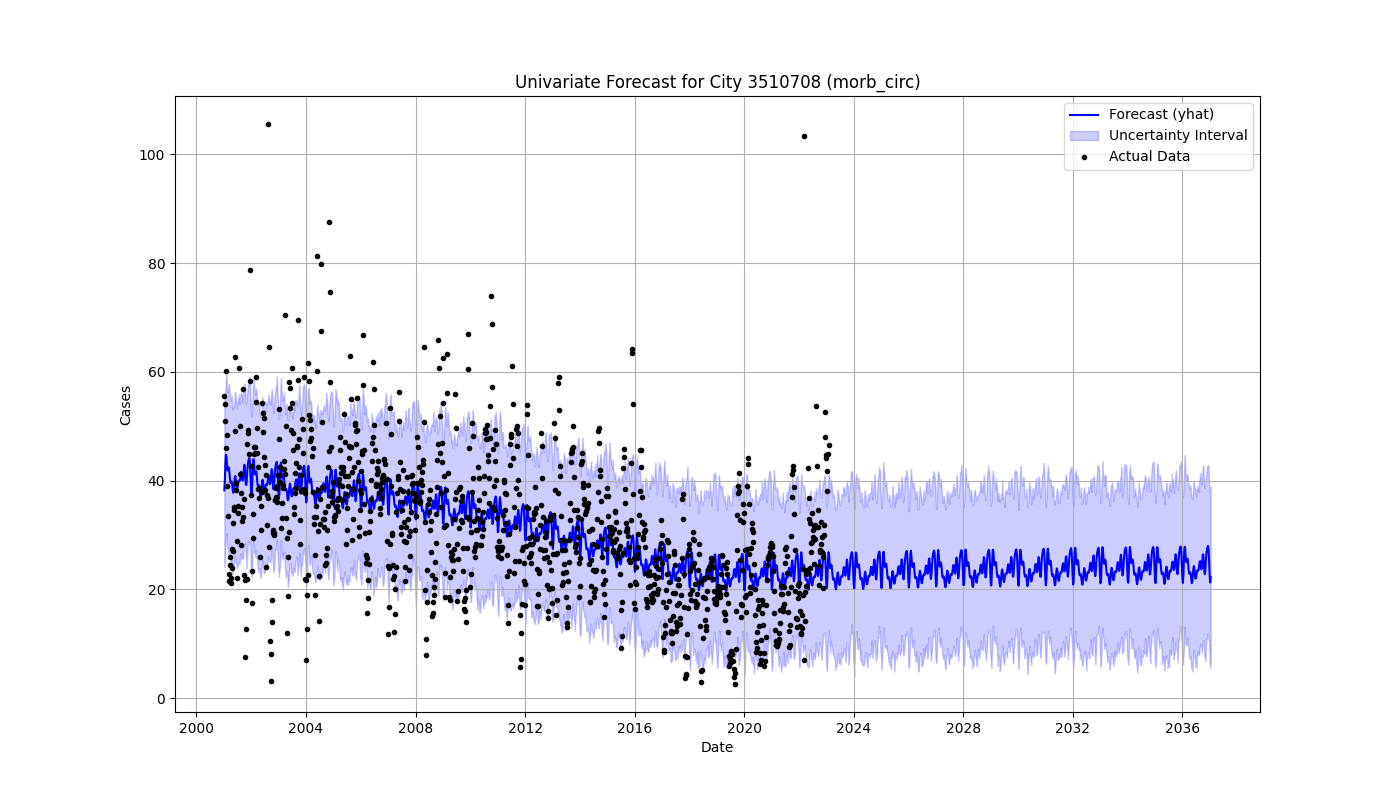 Univariate Forecast for City 3510708 (morb_circ)
Forecast (yhat)
Uncertainty Interval
Actual Data
100
80
60
40
20
0
Cases
2000 2004 2008 2012 2016 2020 2024 2028 2032 2036
Date